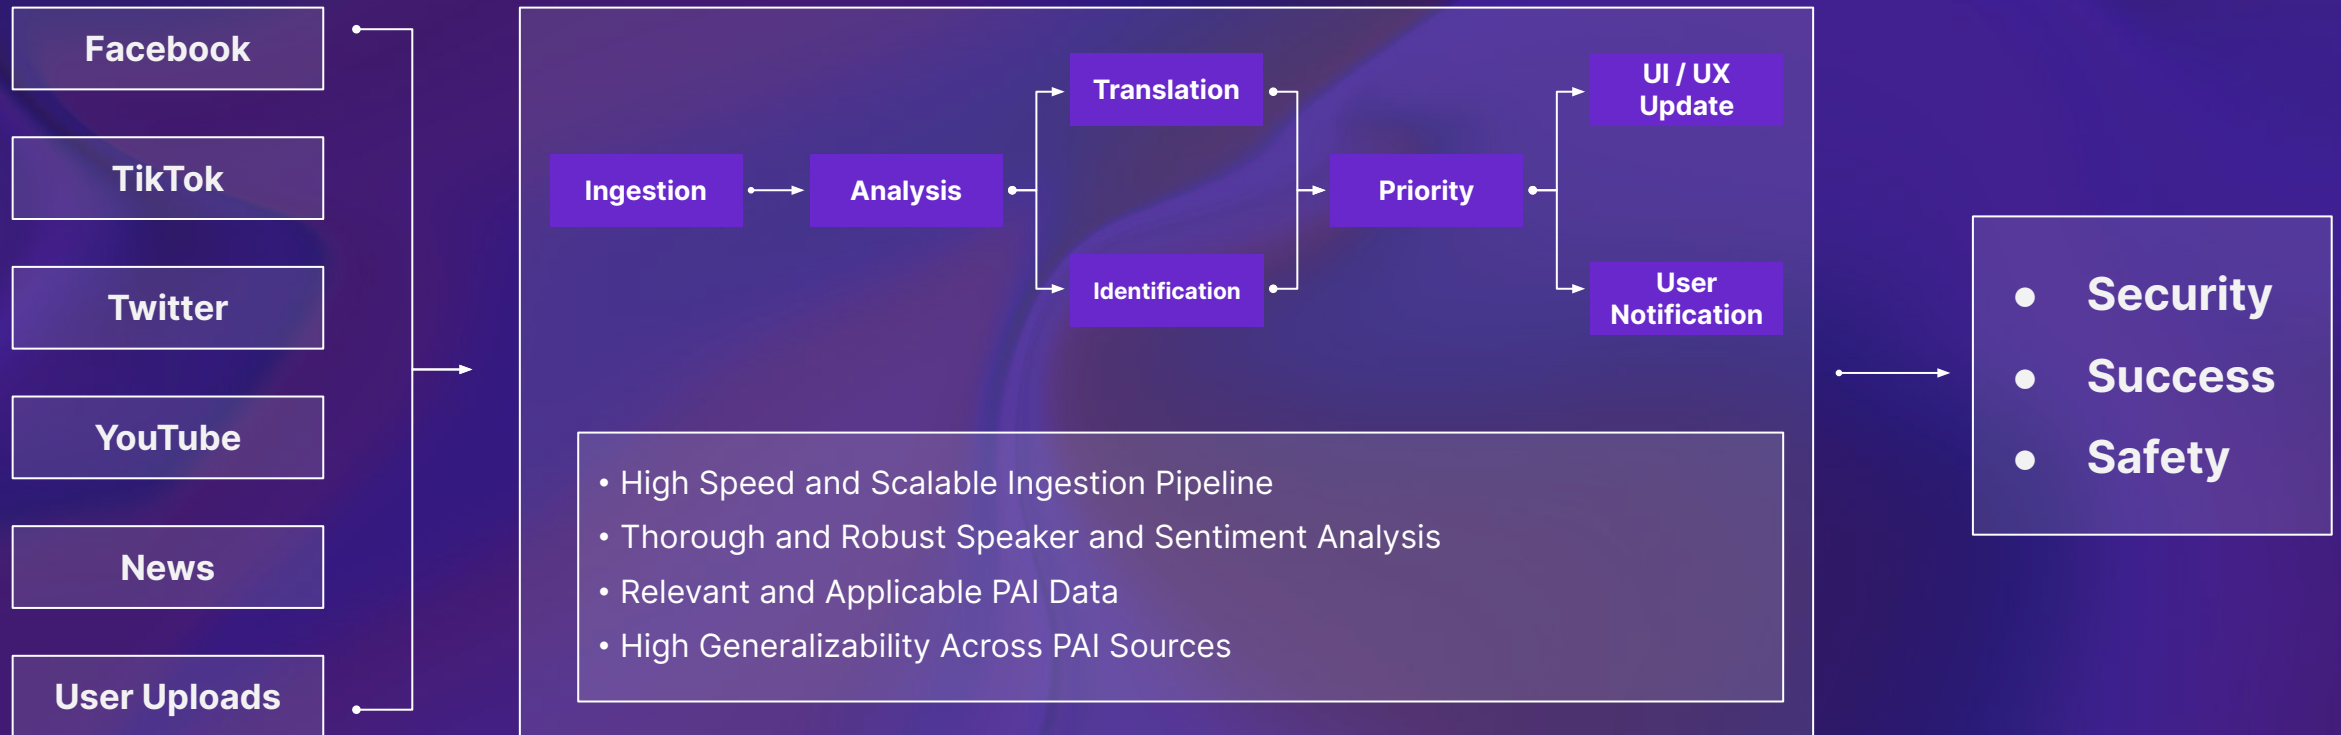 Facebook
TikTok
Twitter
YouTube
News
User Uploads
Ingestion
Analysis
Translation
Identification
Priority
UI / UX
Update
User
Notification
• High Speed and Scalable Ingestion Pipeline
• Thorough and Robust Speaker and Sentiment Analysis
• Relevant and Applicable PAI Data
• High Generalizability Across PAI Sources
● Security
● Success
● Safety